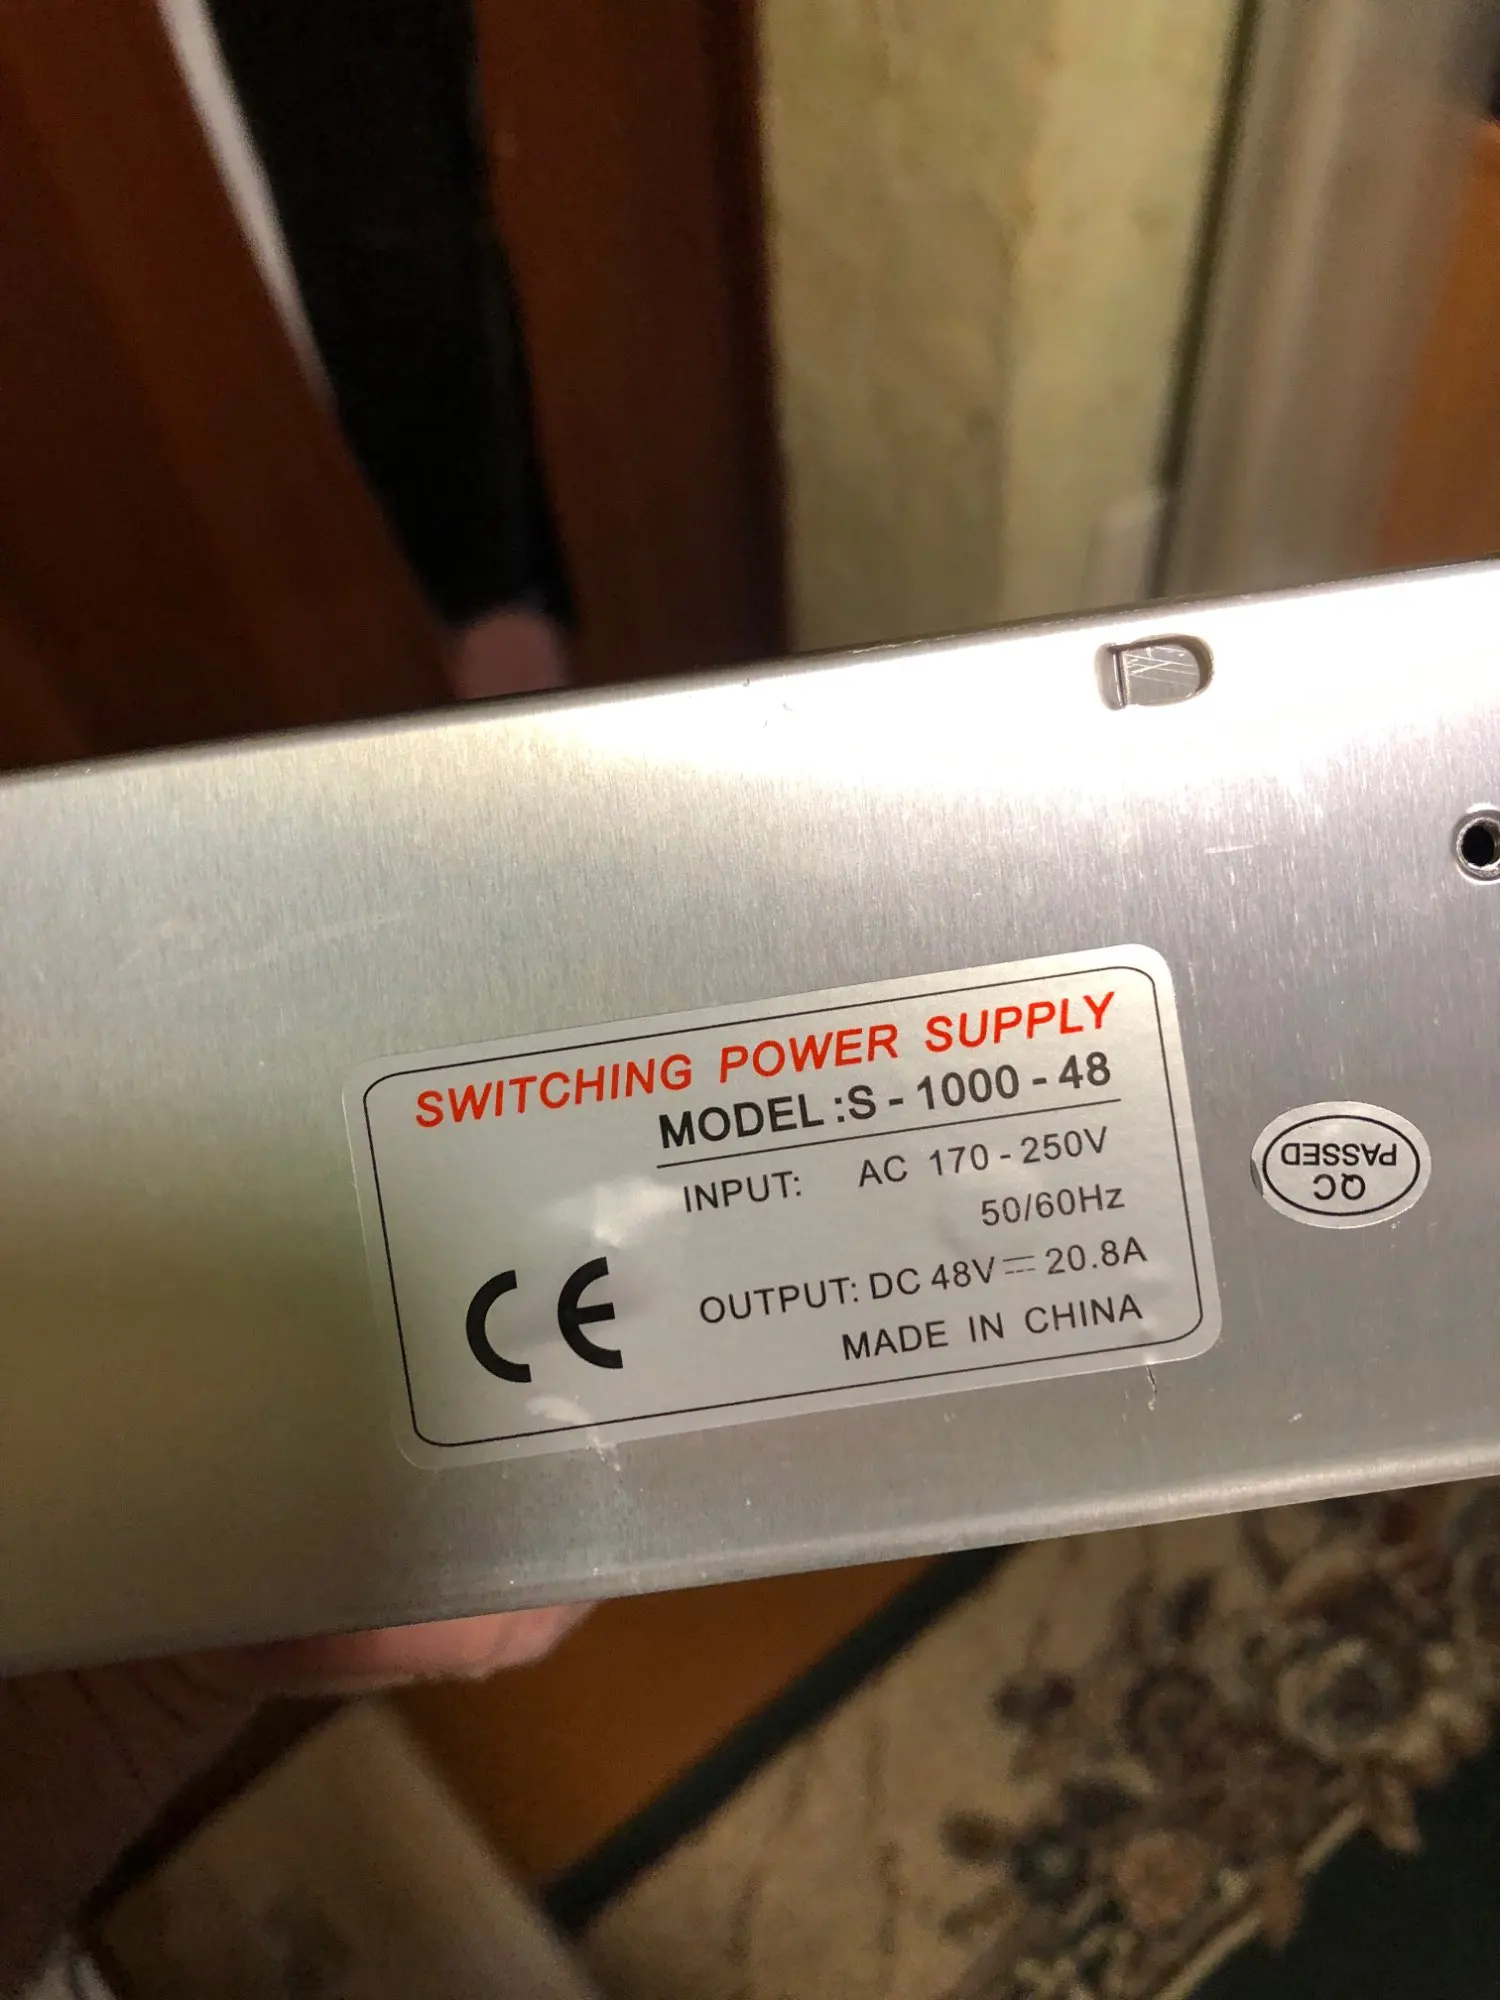 SWITCHING POWER SUPPLY
MODEL :S - 1000 - 48
INPUT: AC 170 - 250V
50/60Hz
OUTPUT: DC 48V⎓20.8A
MADE IN CHINA
CE
QC
PASSED